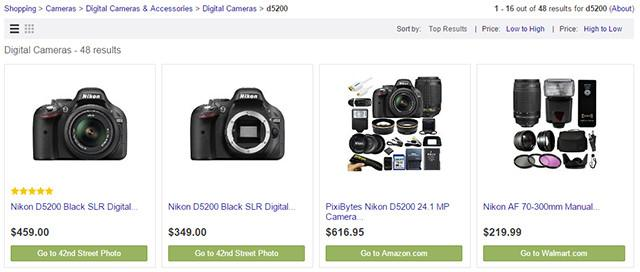 Shopping > Cameras > Digital Cameras & Accessories > Digital Cameras > d5200
1 - 16 out of 48 results for d5200 (About)
Sort by: Top Results | Price: Low to High | Price: High to Low
Digital Cameras - 48 results
Nikon
Nikon
Nikon D5200 Black SLR Digital...
$459.00
Go to 42nd Street Photo
Nikon D5200 Black SLR Digital...
$349.00
Go to 42nd Street Photo
PixiBytes Nikon D5200 24.1 MP
Camera...
$616.95
Go to Amazon.com
Nikon AF 70-300mm Manual...
$219.99
Go to Walmart.com